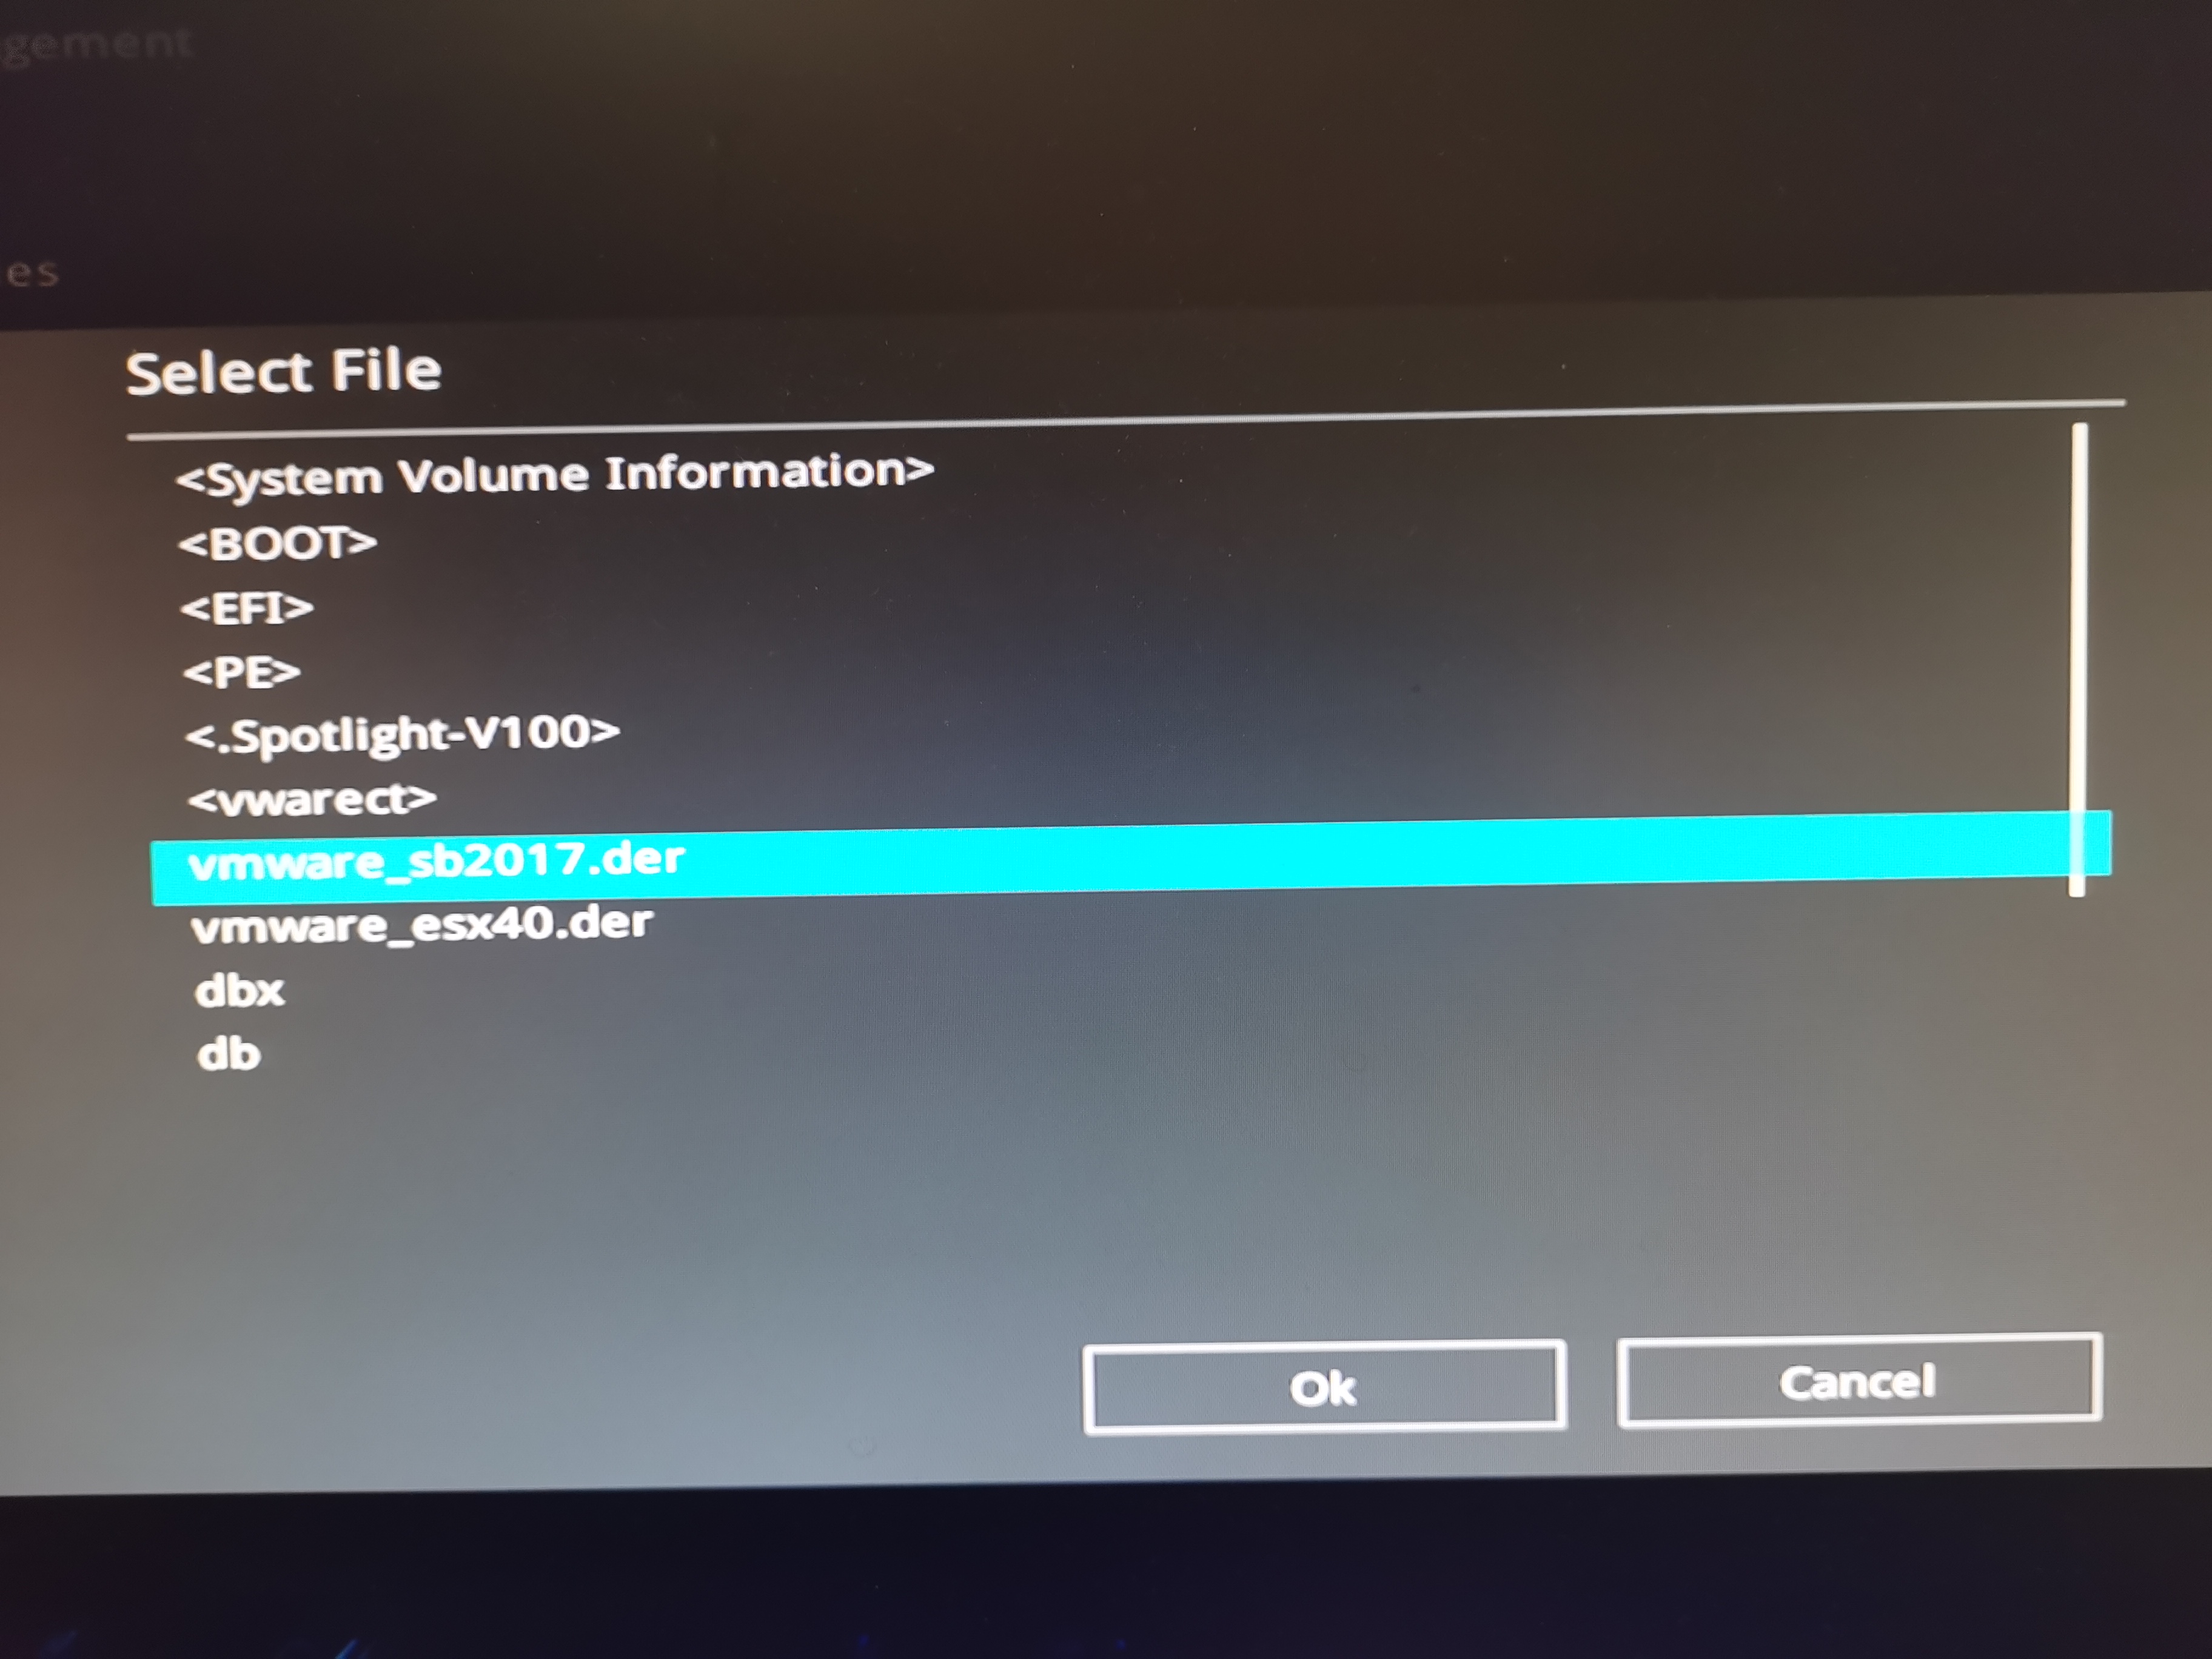 gement
es
Select File
<System Volume Information>
<BOOT>
<EFI>
<PE>
<.Spotlight-V100>
<vwarect>
vmware_sb2017.der
vmware_esx40.der
dbx
db
Ok
Cancel